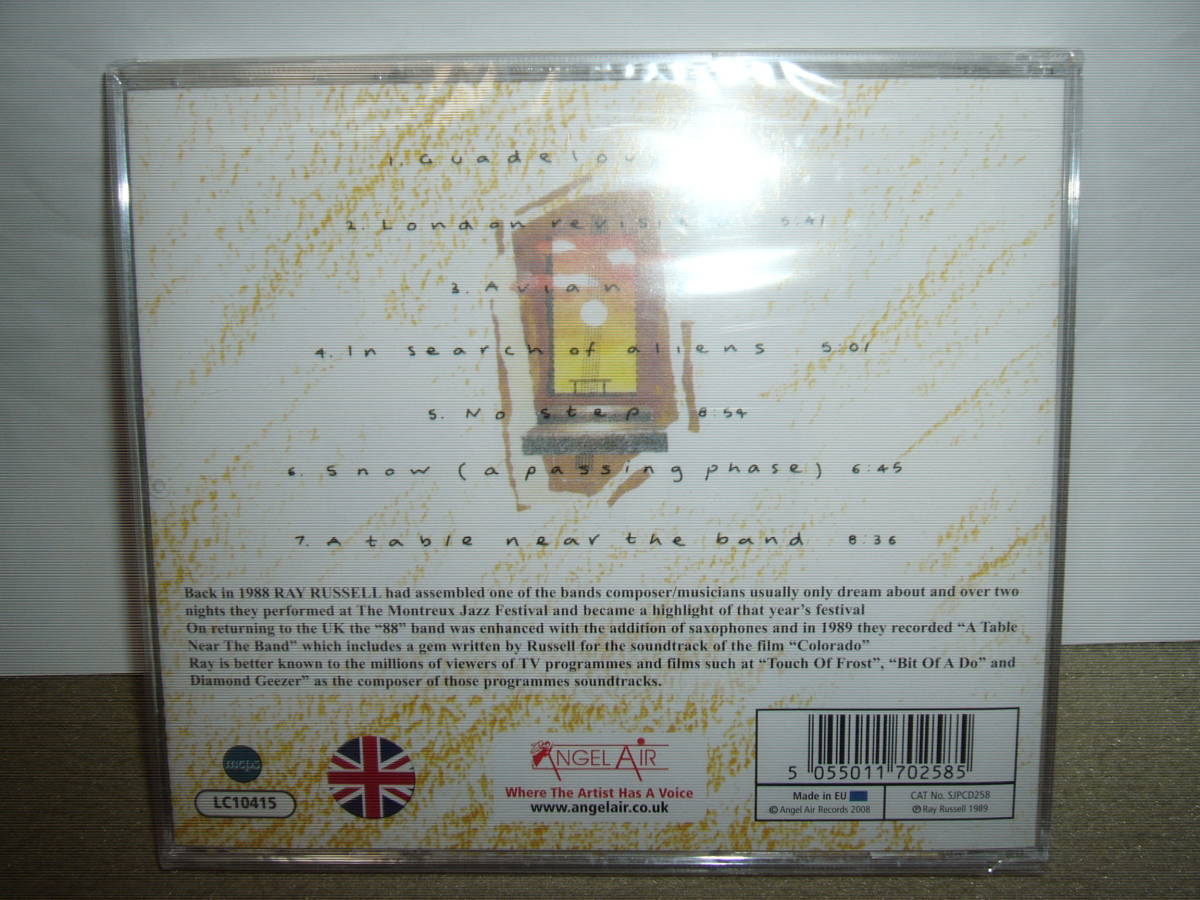 1. Guadelou
2. London revisi 5:41
3. Avian
4. In search of aliens 5:01
5. No step 8:54
6. Snow (a passing phase) 6:45
7. A table near the band 8:36
Back in 1988 RAY RUSSELL had assembled one of the bands composer/musicians usually only dream about and over two
nights they performed at The Montreux Jazz Festival and became a highlight of that year's festival
On returning to the UK the "88" band was enhanced with the addition of saxophones and in 1989 they recorded "A Table
Near The Band" which includes a gem written by Russell for the soundtrack of the film "Colorado"
Ray is better known to the millions of viewers of TV programmes and films such at "Touch Of Frost", "Bit Of A Do" and
Diamond Geezer" as the composer of those programmes soundtracks.
mcps
LC10415
ANGEL AIR
Where The Artist Has A Voice
www.angelair.co.uk
5 055011 702585
Made in EU
© Angel Air Records 2008
CAT No. SJPCD258
℗ Ray Russell 1989